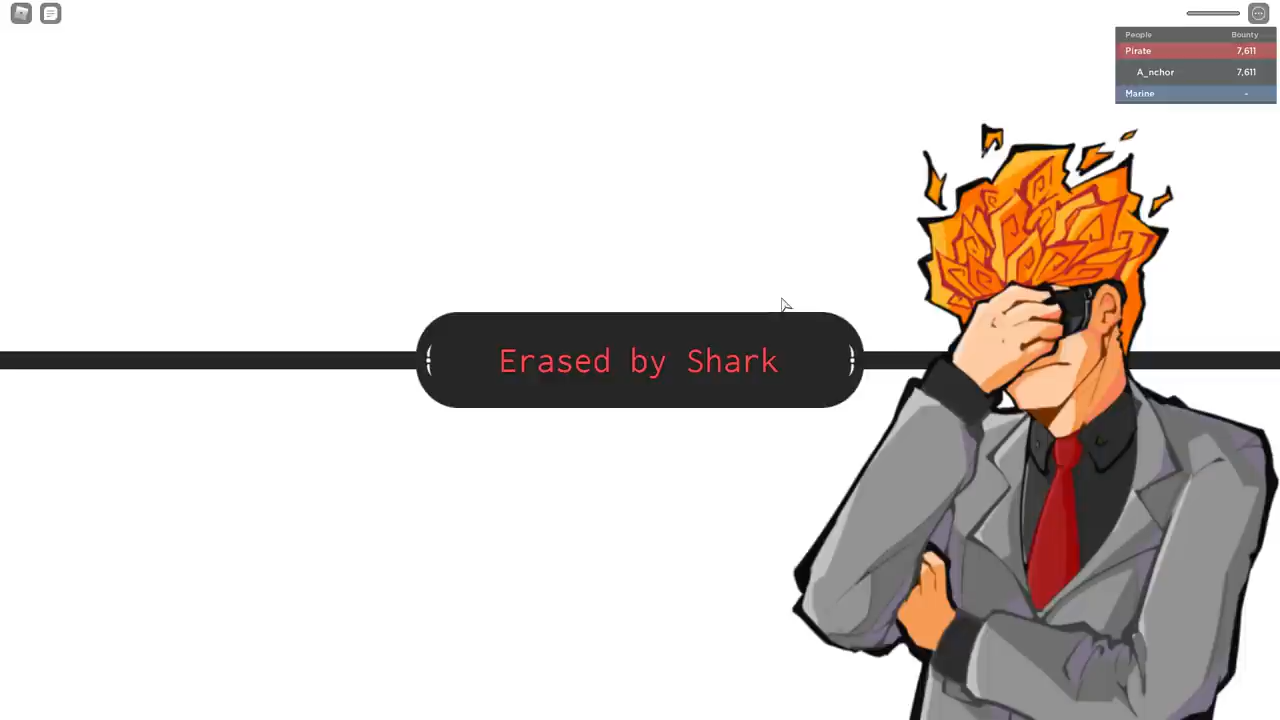 People Bounty
Pirate 7,611
A_nchor 7,611
Marine -
Erased by Shark